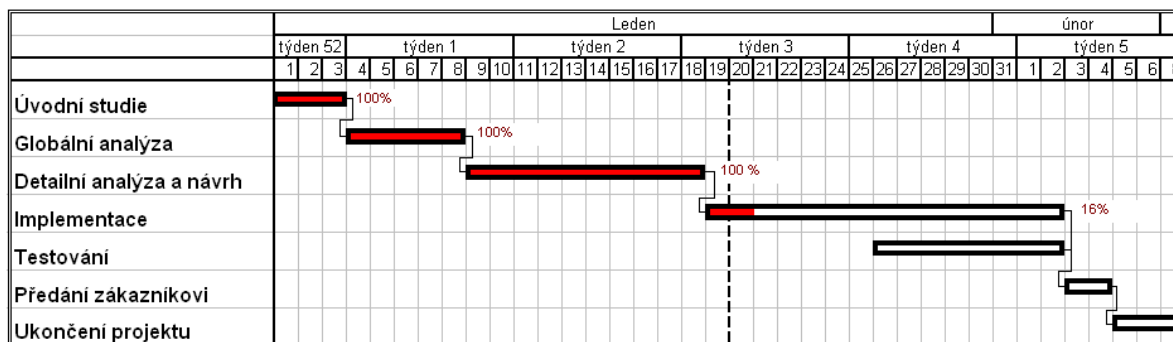 Leden únor
týden 52 týden 1 týden 2 týden 3 týden 4 týden 5
1 2 3 4 5 6 7 8 9 10 11 12 13 14 15 16 17 18 19 20 21 22 23 24 25 26 27 28 29 30 31 1 2 3 4 5 6
Úvodní studie 100%
Globální analýza 100%
Detailní analýza a návrh 100 %
Implementace 16%
Testování
Předání zákazníkovi
Ukončení projektu